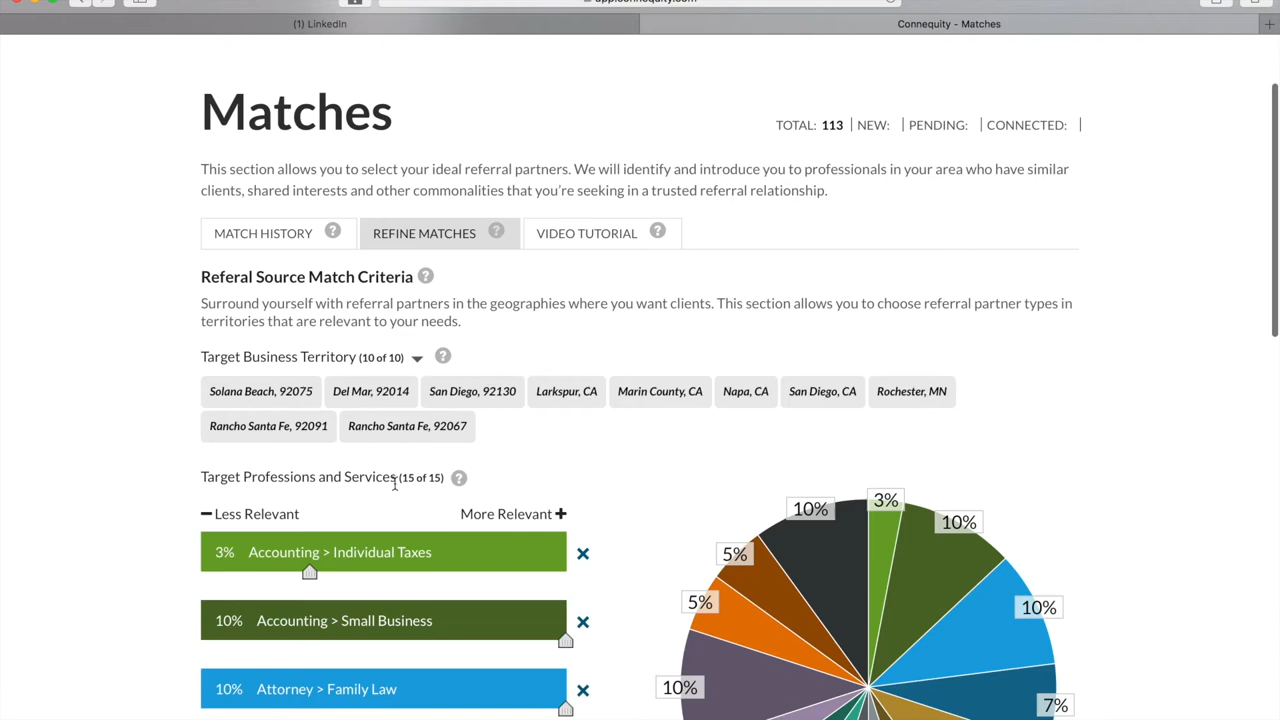 (1) LinkedIn
Connequity - Matches
Matches
TOTAL: 113 | NEW: | PENDING: | CONNECTED: |
This section allows you to select your ideal referral partners. We will identify and introduce you to professionals in your area who have similar
clients, shared interests and other commonalities that you're seeking in a trusted referral relationship.
MATCH HISTORY ? REFINE MATCHES ? VIDEO TUTORIAL ?
Referal Source Match Criteria ?
Surround yourself with referral partners in the geographies where you want clients. This section allows you to choose referral partner types in
territories that are relevant to your needs.
Target Business Territory (10 of 10) ?
Solana Beach, 92075 Del Mar, 92014 San Diego, 92130 Larkspur, CA Marin County, CA Napa, CA San Diego, CA Rochester, MN
Rancho Santa Fe, 92091 Rancho Santa Fe, 92067
Target Professions and Services (15 of 15) ?
Less Relevant More Relevant
3% Accounting > Individual Taxes
10% Accounting > Small Business
10% Attorney > Family Law
3%
10%
10%
5%
10%
5%
10%
7%